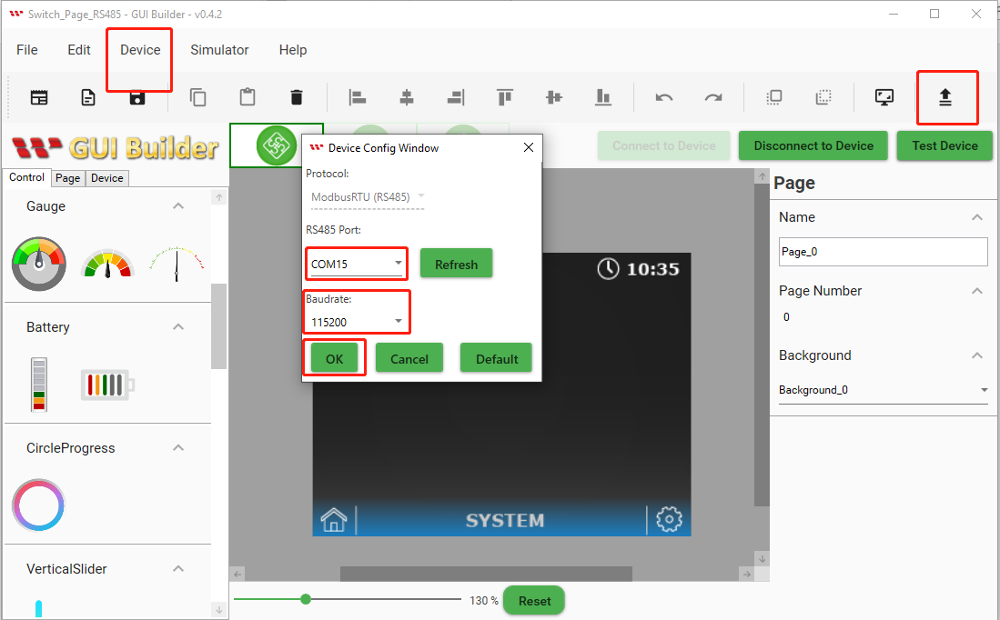 Switch_Page_RS485 - GUI Builder - v0.4.2
File Edit Device Simulator Help
GUI Builder
Connect to Device Disconnect to Device Test Device
Control Page Device
Gauge
Battery
CircleProgress
VerticalSlider
Device Config Window
Protocol:
ModbusRTU (RS485)
RS485 Port:
COM15 Refresh
Baudrate:
115200
OK Cancel Default
10:35
SYSTEM
130 % Reset
Page
Name
Page_0
Page Number
0
Background
Background_0